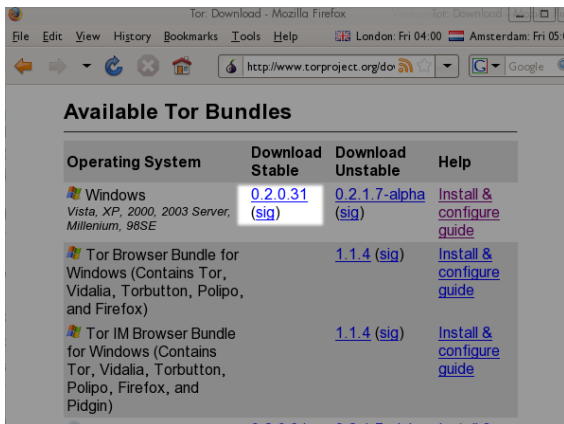 Tor: Download - Mozilla Firefox
File Edit View History Bookmarks Tools Help London: Fri 04:00 Amsterdam: Fri 05:
http://www.torproject.org/do G Google
Available Tor Bundles
Operating System Download Stable Download Unstable Help
Windows 0.2.0.31 0.2.1.7-alpha Install &
Vista, XP, 2000, 2003 Server, (sig) (sig) configure
Millenium, 98SE guide
Tor Browser Bundle for 1.1.4 (sig) Install &
Windows (Contains Tor, configure
Vidalia, Torbutton, Polipo, guide
and Firefox)
Tor IM Browser Bundle 1.1.4 (sig) Install &
for Windows (Contains configure
Tor, Vidalia, Torbutton, guide
Polipo, Firefox, and
Pidgin)